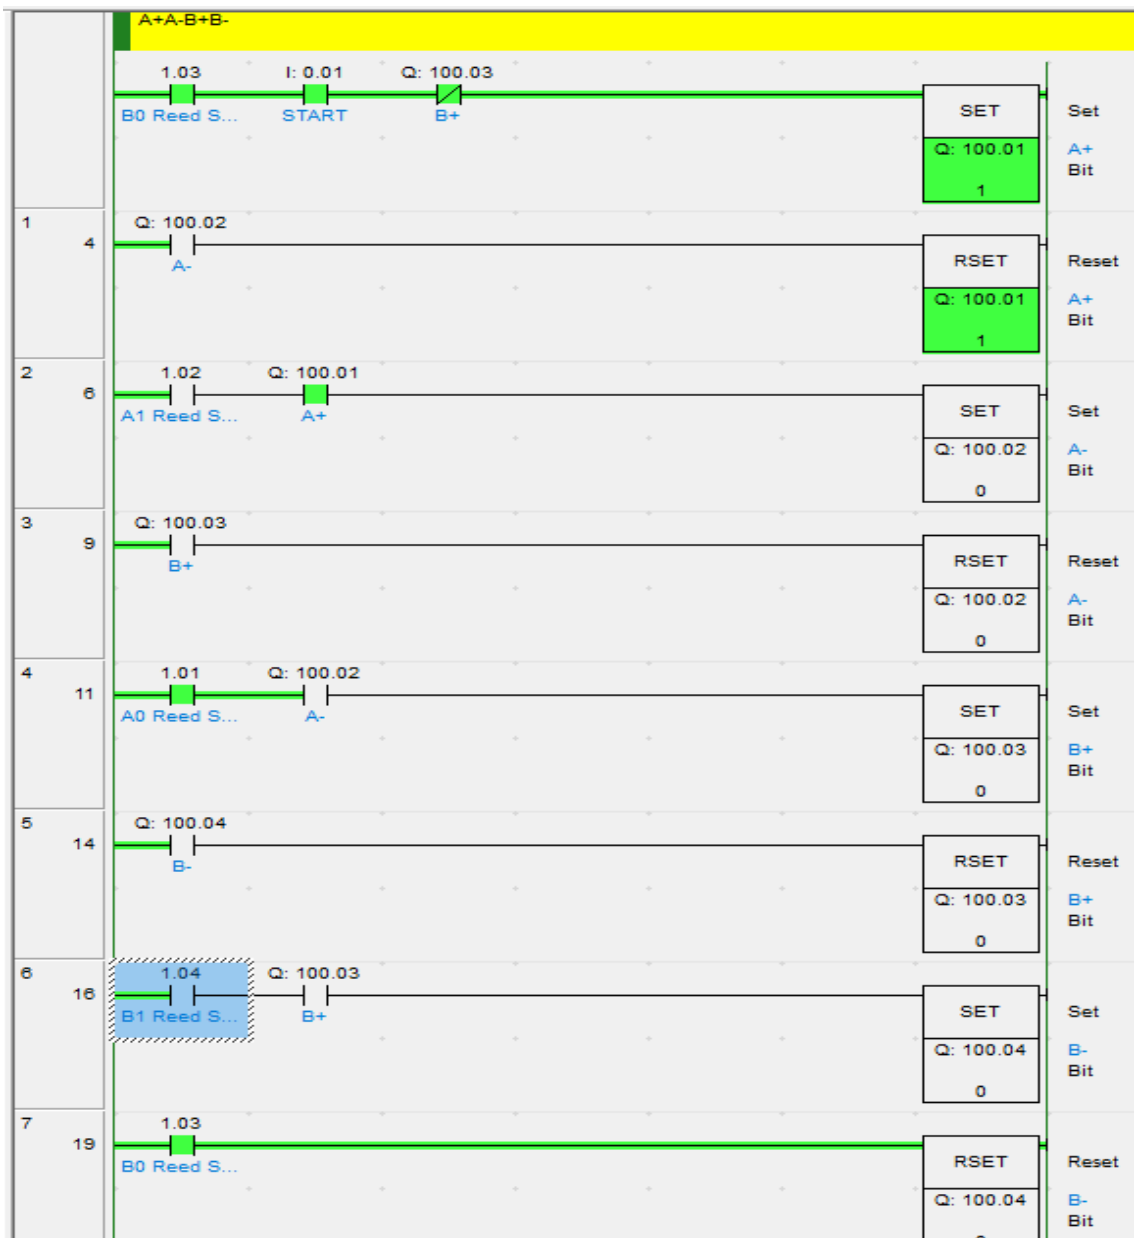 A+A-B+B-
1.03 I: 0.01 Q: 100.03
B0 Reed S... START B+
SET Set
Q: 100.01 A+
Bit
1
1 Q: 100.02
4
A-
RSET Reset
Q: 100.01 A+
Bit
1
2 1.02 Q: 100.01
6
A1 Reed S... A+
SET Set
Q: 100.02 A-
Bit
0
3 Q: 100.03
9
B+
RSET Reset
Q: 100.02 A-
Bit
0
4 1.01 Q: 100.02
11
A0 Reed S... A-
SET Set
Q: 100.03 B+
Bit
0
5 Q: 100.04
14
B-
RSET Reset
Q: 100.03 B+
Bit
0
6 1.04 Q: 100.03
16
B1 Reed S... B+
SET Set
Q: 100.04 B-
Bit
0
7 1.03
19
B0 Reed S...
RSET Reset
Q: 100.04 B-
Bit